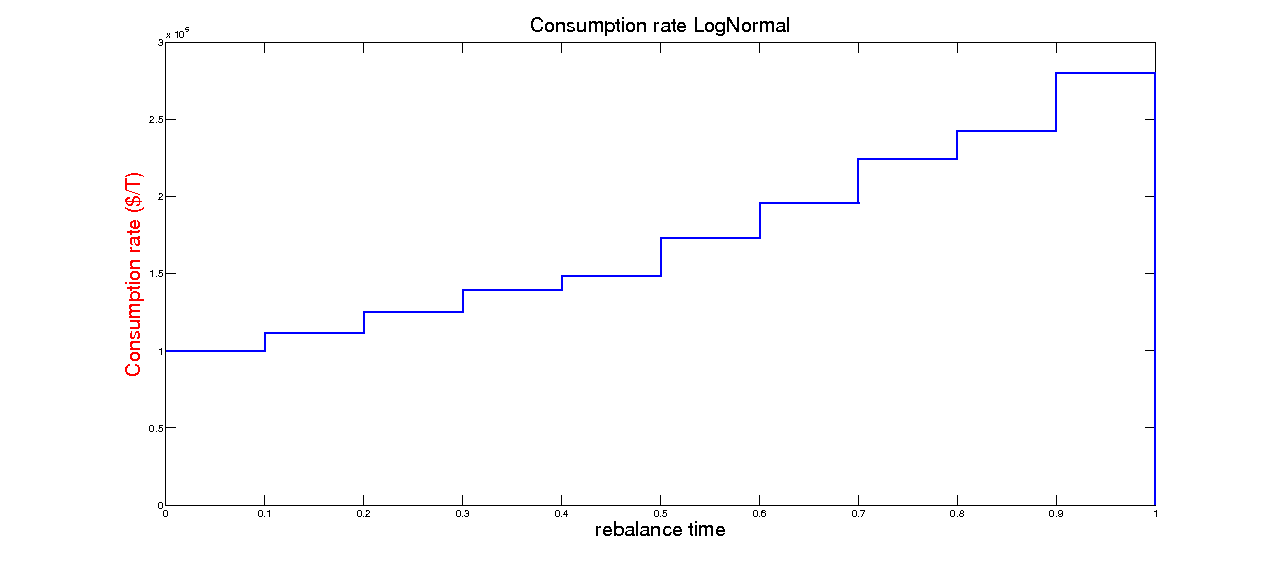 Consumption rate LogNormal
x 10^5
3
2.5
2
1.5
1
0.5
0
Consumption rate ($/T)
0 0.1 0.2 0.3 0.4 0.5 0.6 0.7 0.8 0.9 1
rebalance time